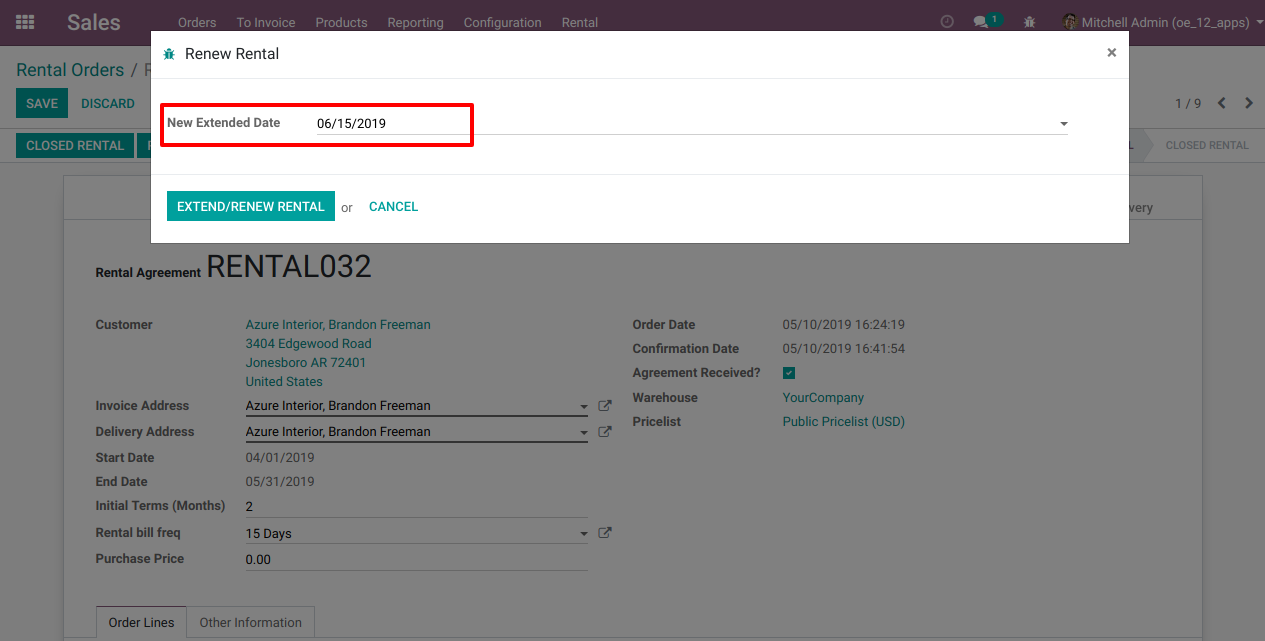 Sales Orders To Invoice Products Reporting Configuration Rental 1 Mitchell Admin (oe_12_apps)
Renew Rental ×
Rental Orders /
SAVE DISCARD 1 / 9
New Extended Date 06/15/2019
CLOSED RENTAL CLOSED RENTAL
EXTEND/RENEW RENTAL or CANCEL
Rental Agreement RENTAL032
Customer Azure Interior, Brandon Freeman
3404 Edgewood Road
Jonesboro AR 72401
United States
Invoice Address Azure Interior, Brandon Freeman
Delivery Address Azure Interior, Brandon Freeman
Start Date 04/01/2019
End Date 05/31/2019
Initial Terms (Months) 2
Rental bill freq 15 Days
Purchase Price 0.00
Order Date 05/10/2019 16:24:19
Confirmation Date 05/10/2019 16:41:54
Agreement Received?
Warehouse YourCompany
Pricelist Public Pricelist (USD)
Order Lines Other Information